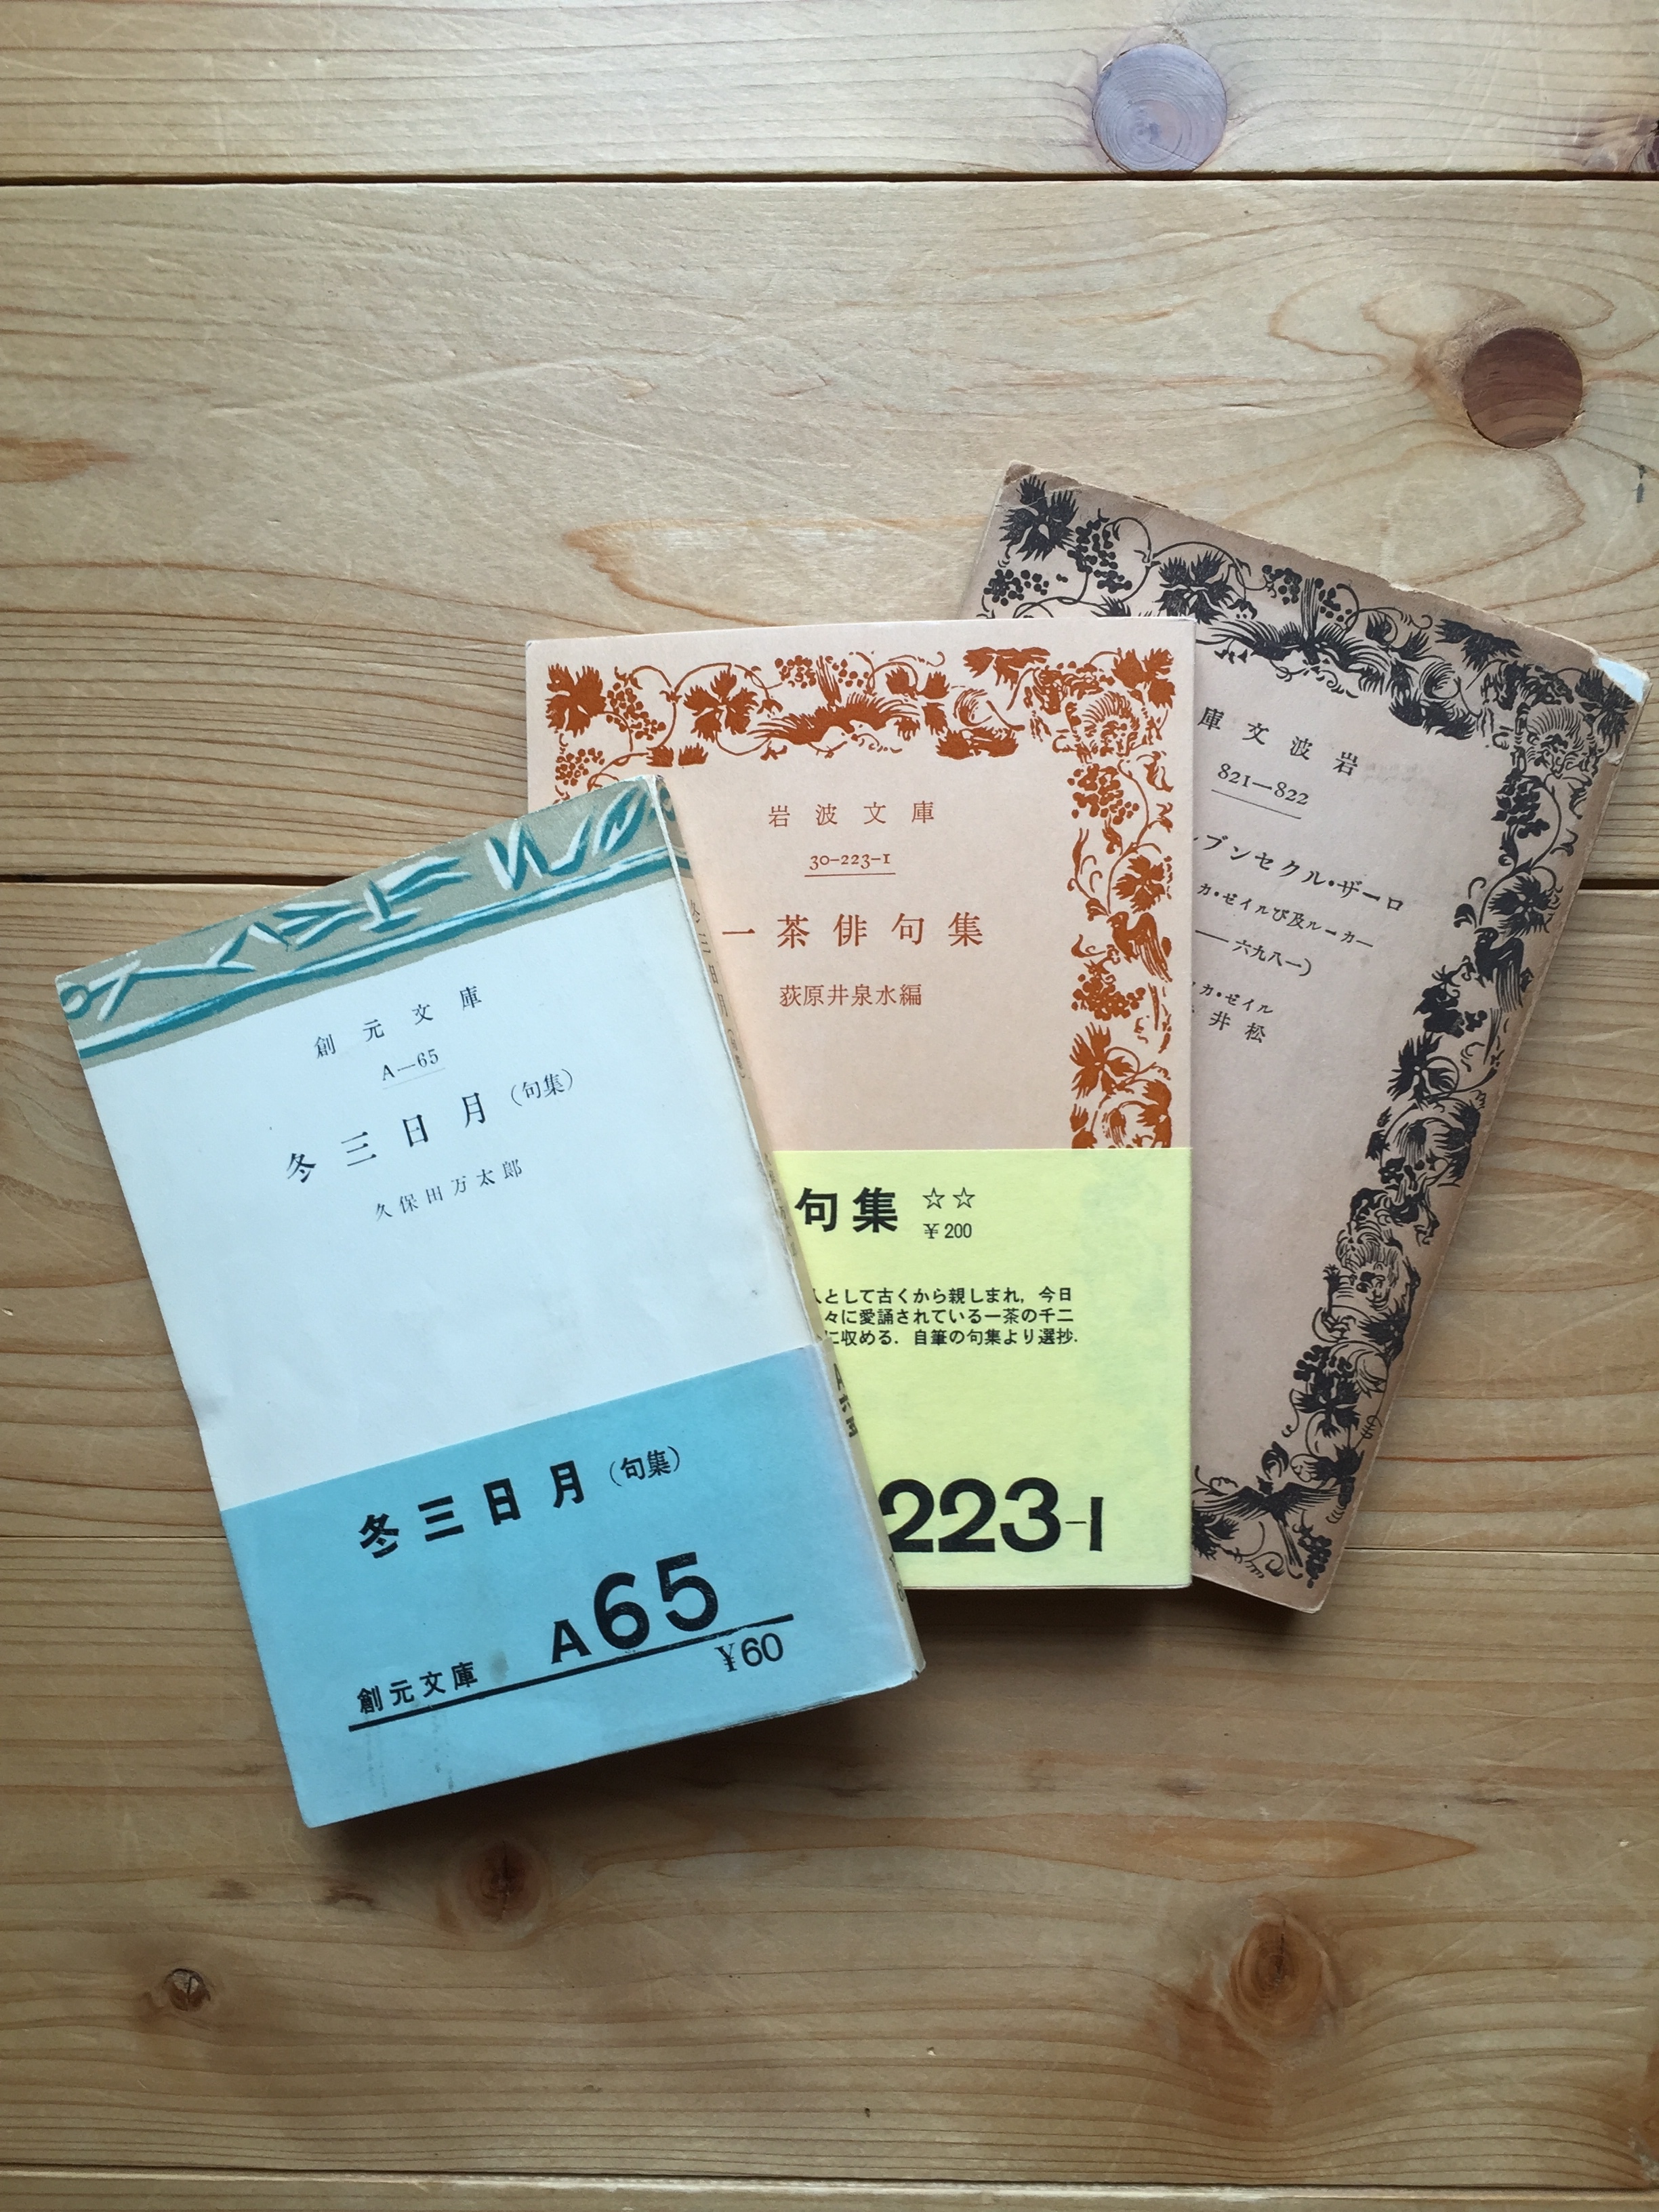 創元文庫
A—65
冬三日月（句集）
久保田万太郎
冬三日月（句集）
A65
¥60
創元文庫
岩波文庫
30-223-1
一茶俳句集
荻原井泉水編
句集 ☆☆
¥200
人として古くから親しまれ，今日
々に愛誦されている一茶の千二
に収める．自筆の句集より選抄．
223-1
庫文波岩
821—822
ブンセクル・ザーロ
カ・ゼイルび及ルーカー
—六九八一）
カ・ゼイル
井松